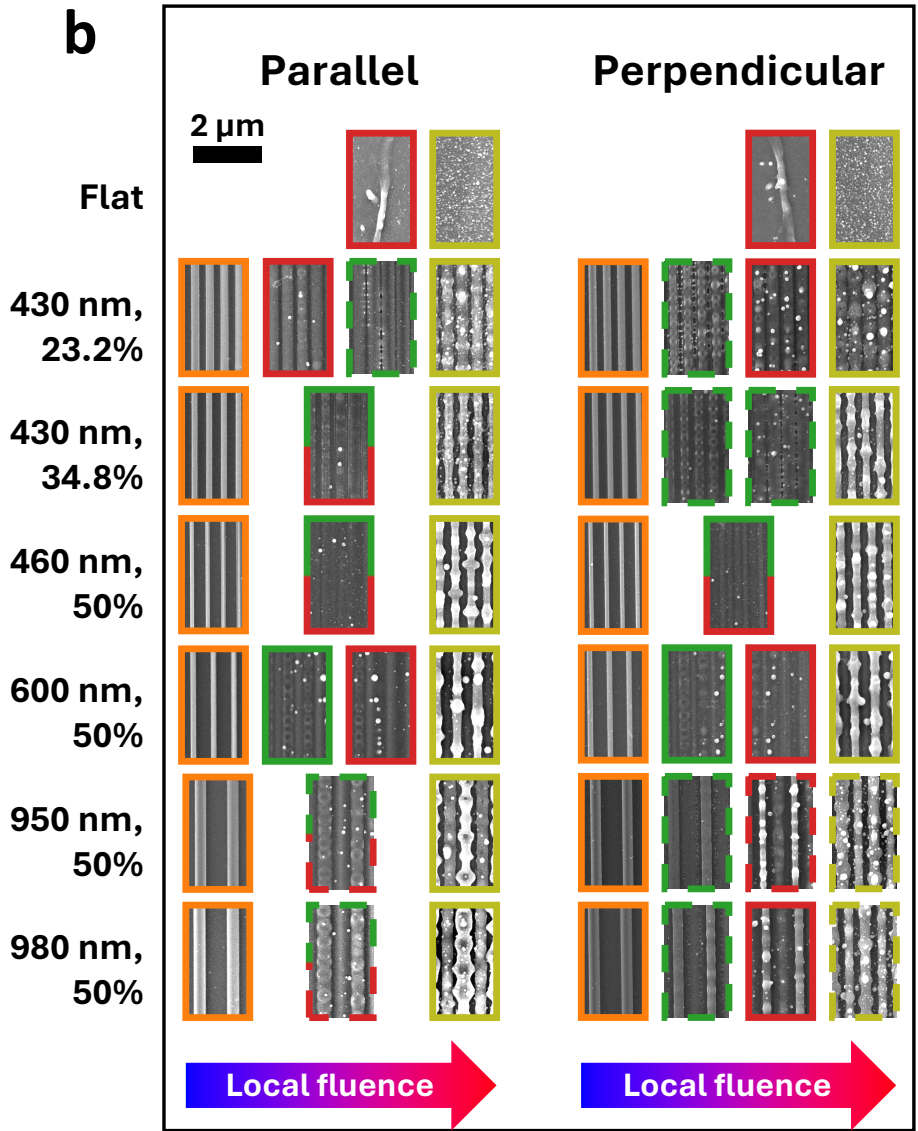 b
Parallel
Perpendicular
2 μm
Flat
430 nm,
23.2%
430 nm,
34.8%
460 nm,
50%
600 nm,
50%
950 nm,
50%
980 nm,
50%
Local fluence
Local fluence